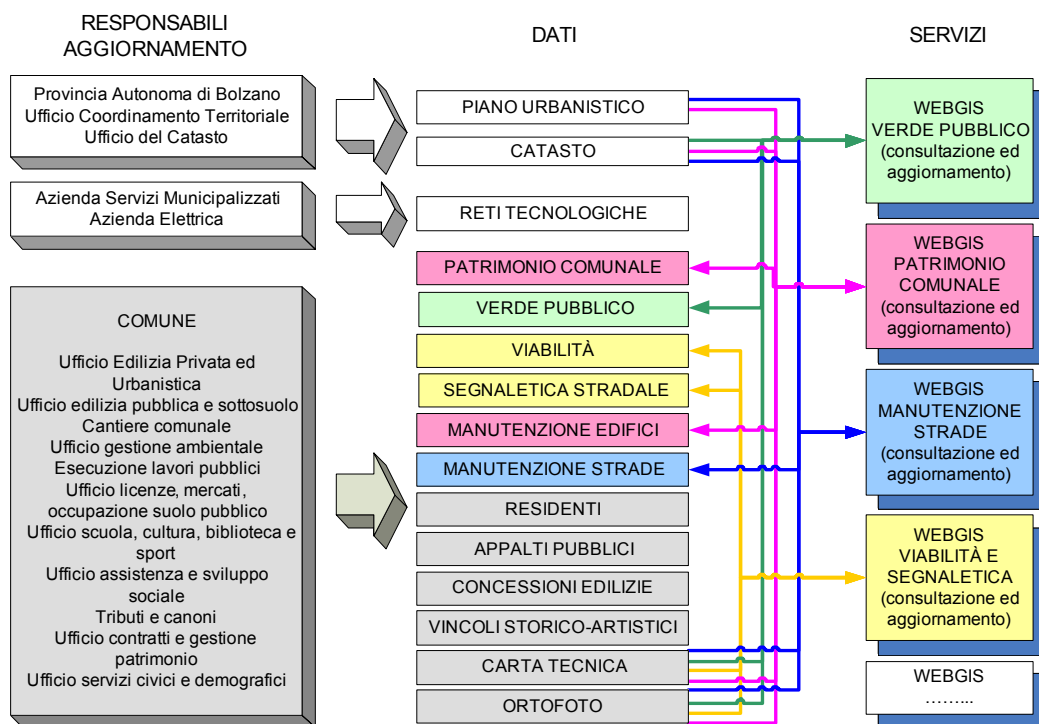 RESPONSABILI
AGGIORNAMENTO
DATI
SERVIZI
Provincia Autonoma di Bolzano
Ufficio Coordinamento Territoriale
Ufficio del Catasto
Azienda Servizi Municipalizzati
Azienda Elettrica
COMUNE
Ufficio Edilizia Privata ed
Urbanistica
Ufficio edilizia pubblica e sottosuolo
Cantiere comunale
Ufficio gestione ambientale
Esecuzione lavori pubblici
Ufficio licenze, mercati,
occupazione suolo pubblico
Ufficio scuola, cultura, biblioteca e
sport
Ufficio assistenza e sviluppo
sociale
Tributi e canoni
Ufficio contratti e gestione
patrimonio
Ufficio servizi civici e demografici
PIANO URBANISTICO
CATASTO
RETI TECNOLOGICHE
PATRIMONIO COMUNALE
VERDE PUBBLICO
VIABILITÀ
SEGNALETICA STRADALE
MANUTENZIONE EDIFICI
MANUTENZIONE STRADE
RESIDENTI
APPALTI PUBBLICI
CONCESSIONI EDILIZIE
VINCOLI STORICO-ARTISTICI
CARTA TECNICA
ORTOFOTO
WEBGIS
VERDE PUBBLICO
(consultazione ed
aggiornamento)
WEBGIS
PATRIMONIO
COMUNALE
(consultazione ed
aggiornamento)
WEBGIS
MANUTENZIONE
STRADE
(consultazione ed
aggiornamento)
WEBGIS
VIABILITÀ E
SEGNALETICA
(consultazione ed
aggiornamento)
WEBGIS
……...